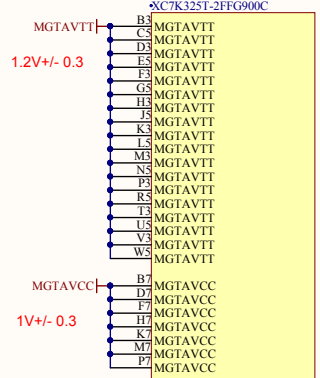 XC7K325T-2FFG900C
MGTAVTT B3 MGTAVTT
C5 MGTAVTT
D3 MGTAVTT
1.2V+/- 0.3 E5 MGTAVTT
F3 MGTAVTT
G5 MGTAVTT
H3 MGTAVTT
J5 MGTAVTT
K3 MGTAVTT
L5 MGTAVTT
M3 MGTAVTT
N5 MGTAVTT
P3 MGTAVTT
R5 MGTAVTT
T3 MGTAVTT
U5 MGTAVTT
V3 MGTAVTT
W5 MGTAVTT
MGTAVCC B7 MGTAVCC
D7 MGTAVCC
F7 MGTAVCC
1V+/- 0.3 H7 MGTAVCC
K7 MGTAVCC
M7 MGTAVCC
P7 MGTAVCC